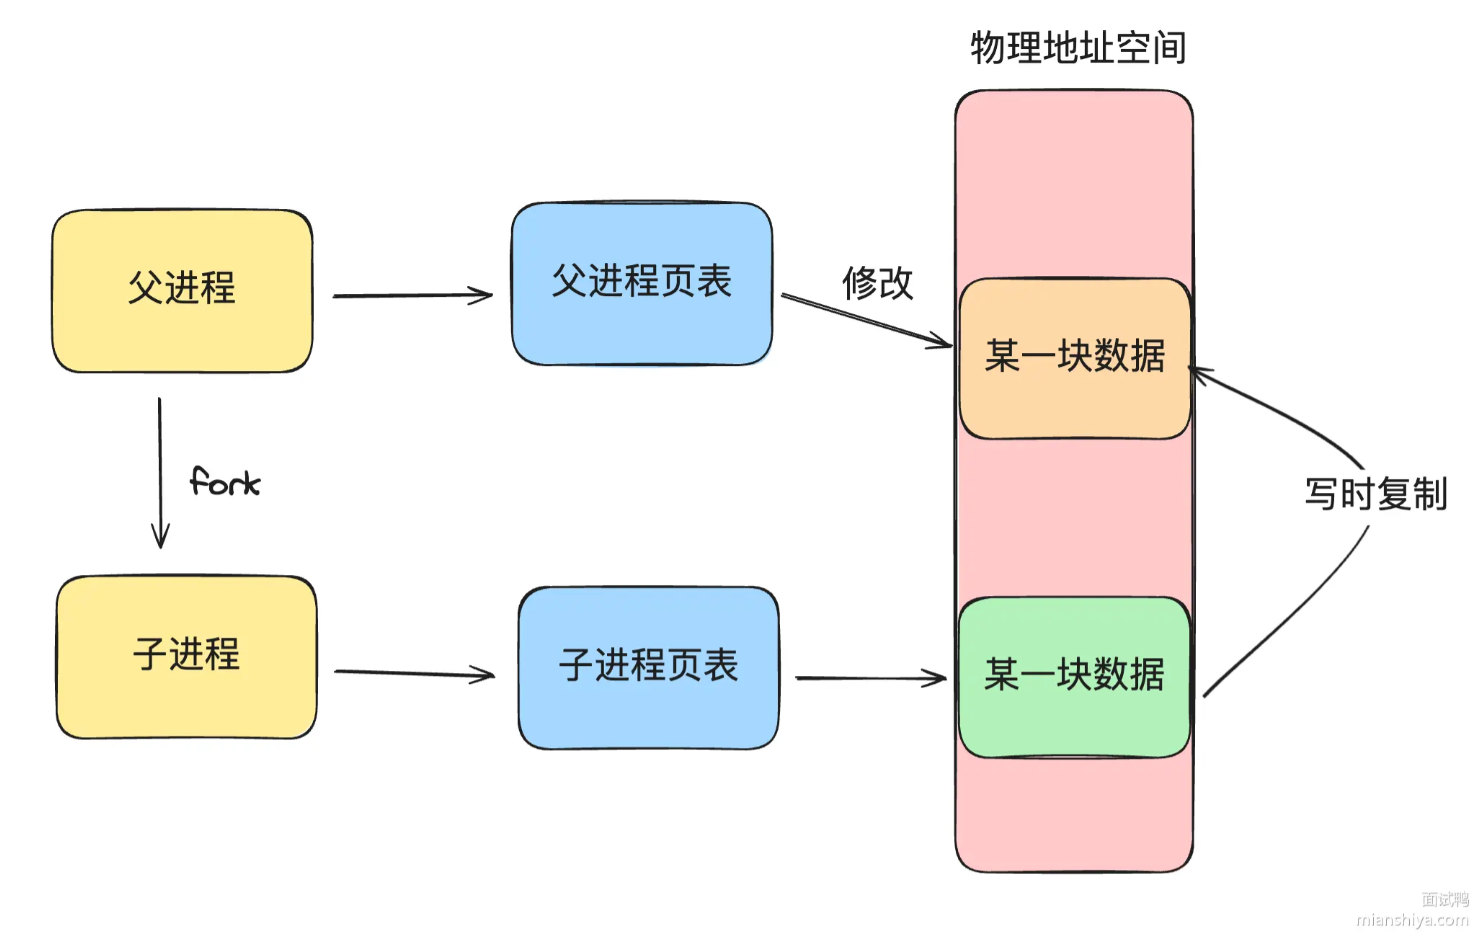 物理地址空间
父进程
父进程页表
修改
某一块数据
fork
写时复制
子进程
子进程页表
某一块数据
面试鸭
mianshiya.com